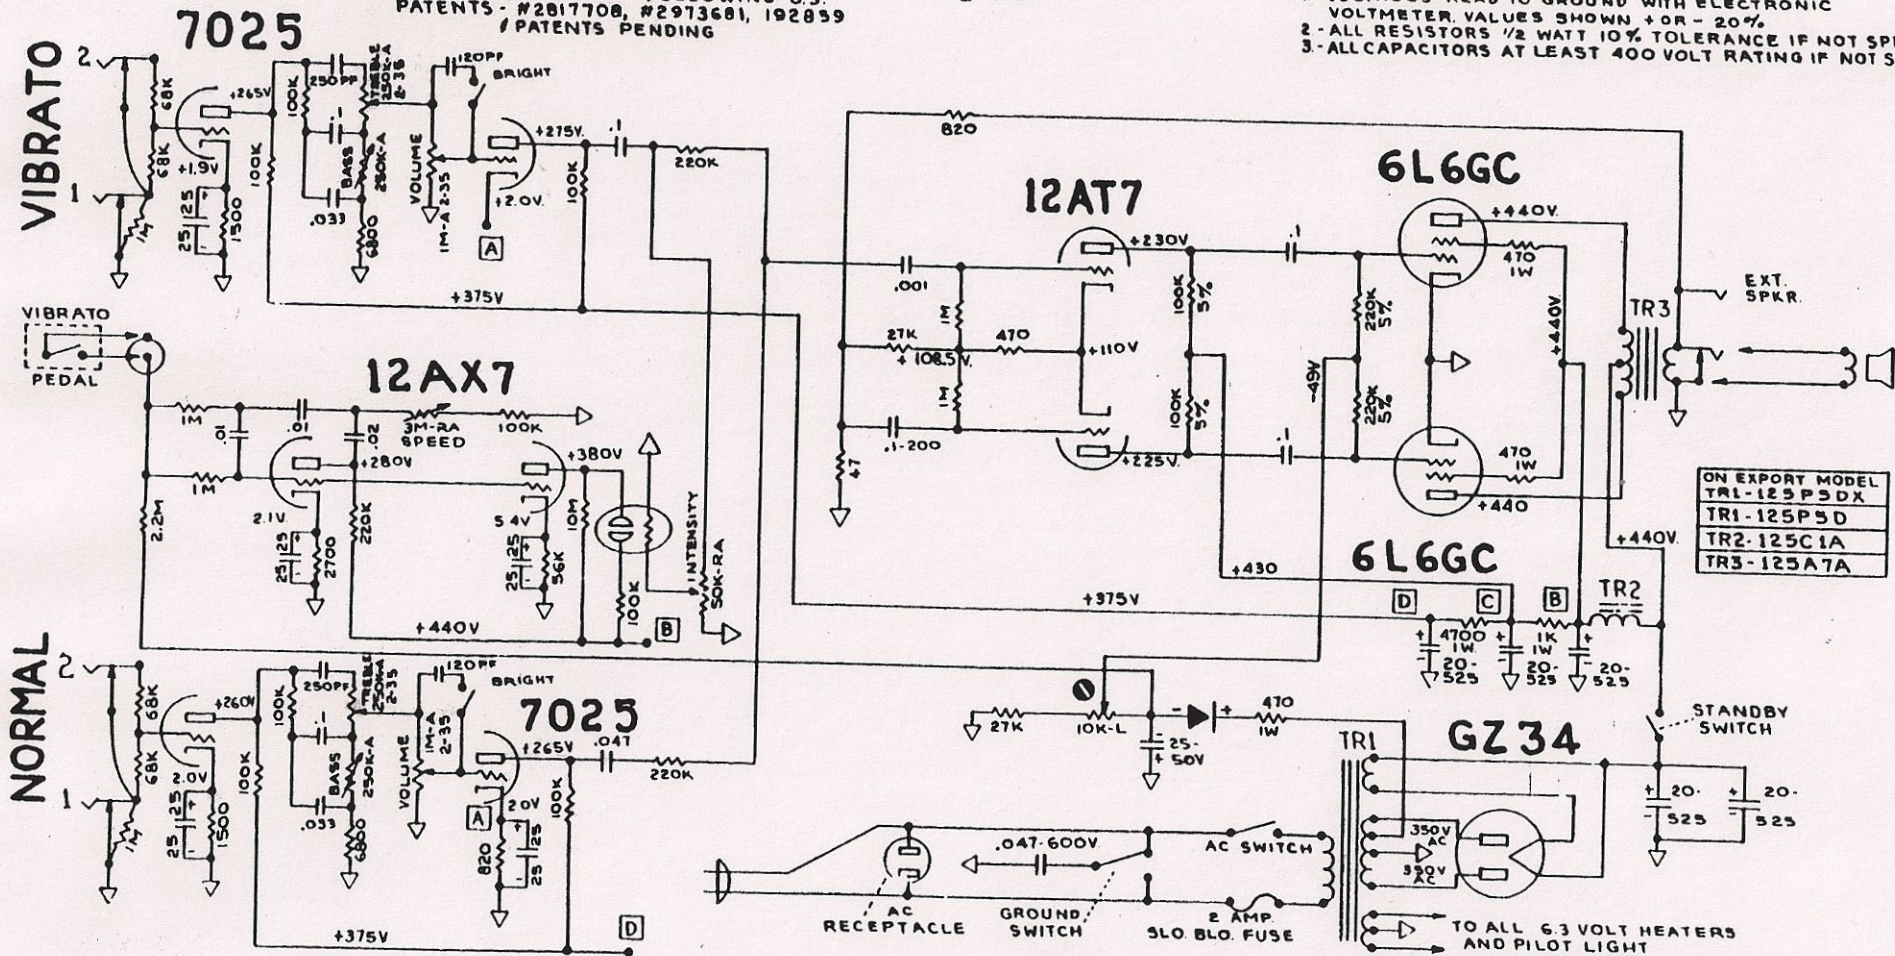 PATENTS - #2817708, #2973681, 192859
PATENTS PENDING
VOLTMETER. VALUES SHOWN + OR - 20%
2.-ALL RESISTORS 1/2 WATT 10% TOLERANCE IF NOT
3.-ALL CAPACITORS AT LEAST 400 VOLT RATING IF NOT
VIBRATO
7025
2
1
68K
68K
1M
+265V
+1.9V
25
25
1500
100K
100K
250PF
TREBLE
250K-A
2-35
.1
BASS
250K-A
.033
6800
120PF
BRIGHT
VOLUME
1M-A 2-35
+275V.
+2.0V.
A
100K
.1
220K
+375V
820
12AT7
.001
1M
27K
+108.5V.
470
1M
.1-200
47
+230V
+110V
+225V.
100K
5%
100K
5%
.1
.1
-49V
220K
5%
220K
5%
6L6GC
+440V.
470
1W
+440V
470
1W
+440
6L6GC
TR3
EXT.
SPKR.
ON EXPORT MODEL
TR1-125P5DX
TR1-125P5D
TR2-125C1A
TR3-125A7A
VIBRATO
PEDAL
12AX7
1M
.01
.01
.02
3M-RA
SPEED
100K
1M
+280V
+380V
2.2M
2.1V.
25
25
2700
220K
5.4V
25
25
56K
10M
100K
INTENSITY
50K-RA
+440V
B
+430
+375V
+440V.
D
C
B
TR2
4700
1W
1K
1W
20-
525
20-
525
20-
525
STANDBY
SWITCH
NORMAL
2
1
68K
68K
1M
+260V
2.0V
25
25
1500
100K
100K
250PF
TREBLE
250KA
2-35
.1
BASS
250K-A
.033
6800
120PF
BRIGHT
VOLUME
1M-A
2-35
7025
+265V
A
2.0V
820
25
25
.047
100K
220K
+375V
D
27K
10K-L
25-
50V
470
1W
TR1
GZ34
350V
AC
350V
AC
20-
525
20-
525
AC SWITCH
.047-600V.
AC
RECEPTACLE
GROUND
SWITCH
2 AMP.
SLO. BLO. FUSE
TO ALL 6.3 VOLT HEATERS
AND PILOT LIGHT